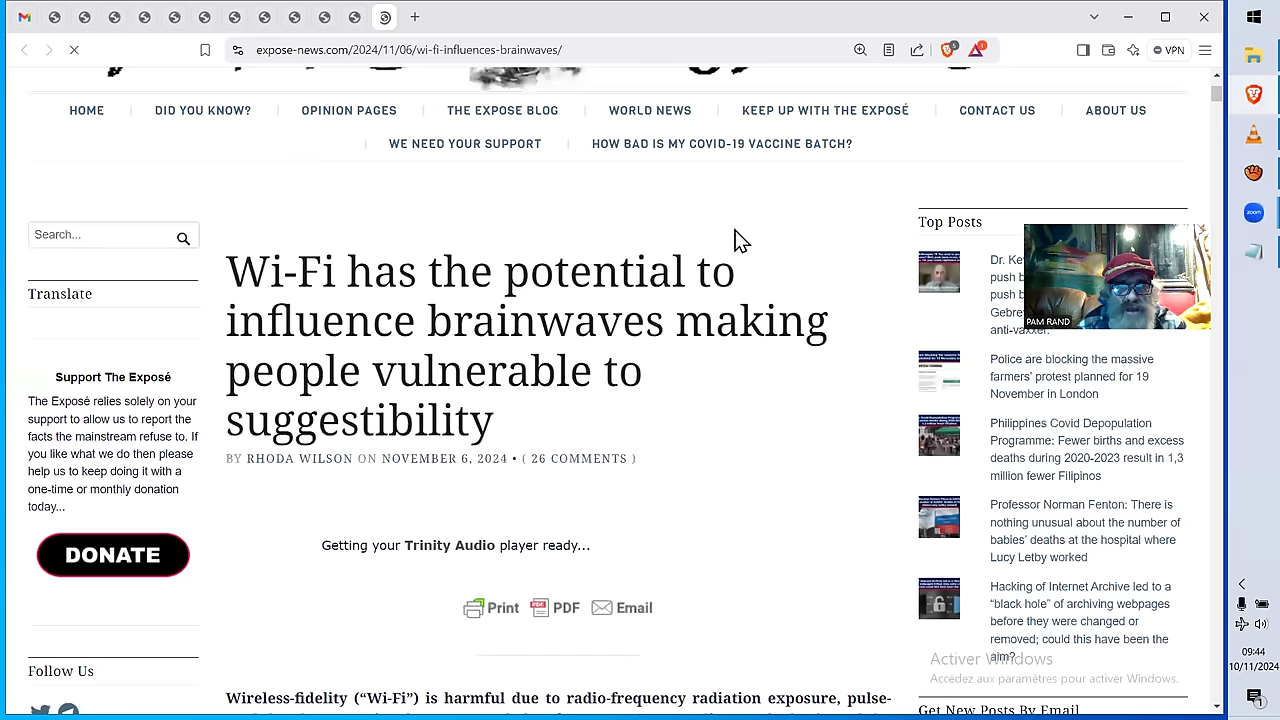 expose-news.com/2024/11/06/wi-fi-influences-brainwaves/
VPN
HOME
DID YOU KNOW?
OPINION PAGES
THE EXPOSE BLOG
WORLD NEWS
KEEP UP WITH THE EXPOSÉ
CONTACT US
ABOUT US
WE NEED YOUR SUPPORT
HOW BAD IS MY COVID-19 VACCINE BATCH?
Search...
Translate
Support The Exposé
The Exposé relies solely on your
support to allow us to report the
facts the mainstream refuse to. If
you like what we do then please
help us to keep doing it with a
one-time or monthly donation
today...
DONATE
Follow Us
Wi-Fi has the potential to
influence brainwaves making
people vulnerable to
suggestibility
BY RHODA WILSON ON NOVEMBER 6, 2024 • ( 26 COMMENTS )
Getting your Trinity Audio player ready...
Print
PDF
Email
Wireless-fidelity (“Wi-Fi”) is harmful due to radio-frequency radiation exposure, pulse-
Top Posts
Dr. Ke
push b
push b
Gebre
anti-vaxxer.
PAM RAND
Police are blocking the massive
farmers’ protest planned for 19
November in London
Philippines Covid Depopulation
Programme: Fewer births and excess
deaths during 2020-2023 result in 1,3
million fewer Filipinos
Professor Norman Fenton: There is
nothing unusual about the number of
babies’ deaths at the hospital where
Lucy Letby worked
Hacking of Internet Archive led to a
“black hole” of archiving webpages
before they were changed or
removed; could this have been the
aim?
Activer Windows
Accédez aux paramètres pour activer Windows.
Get New Posts By Email
zoom
09:44
10/11/2024